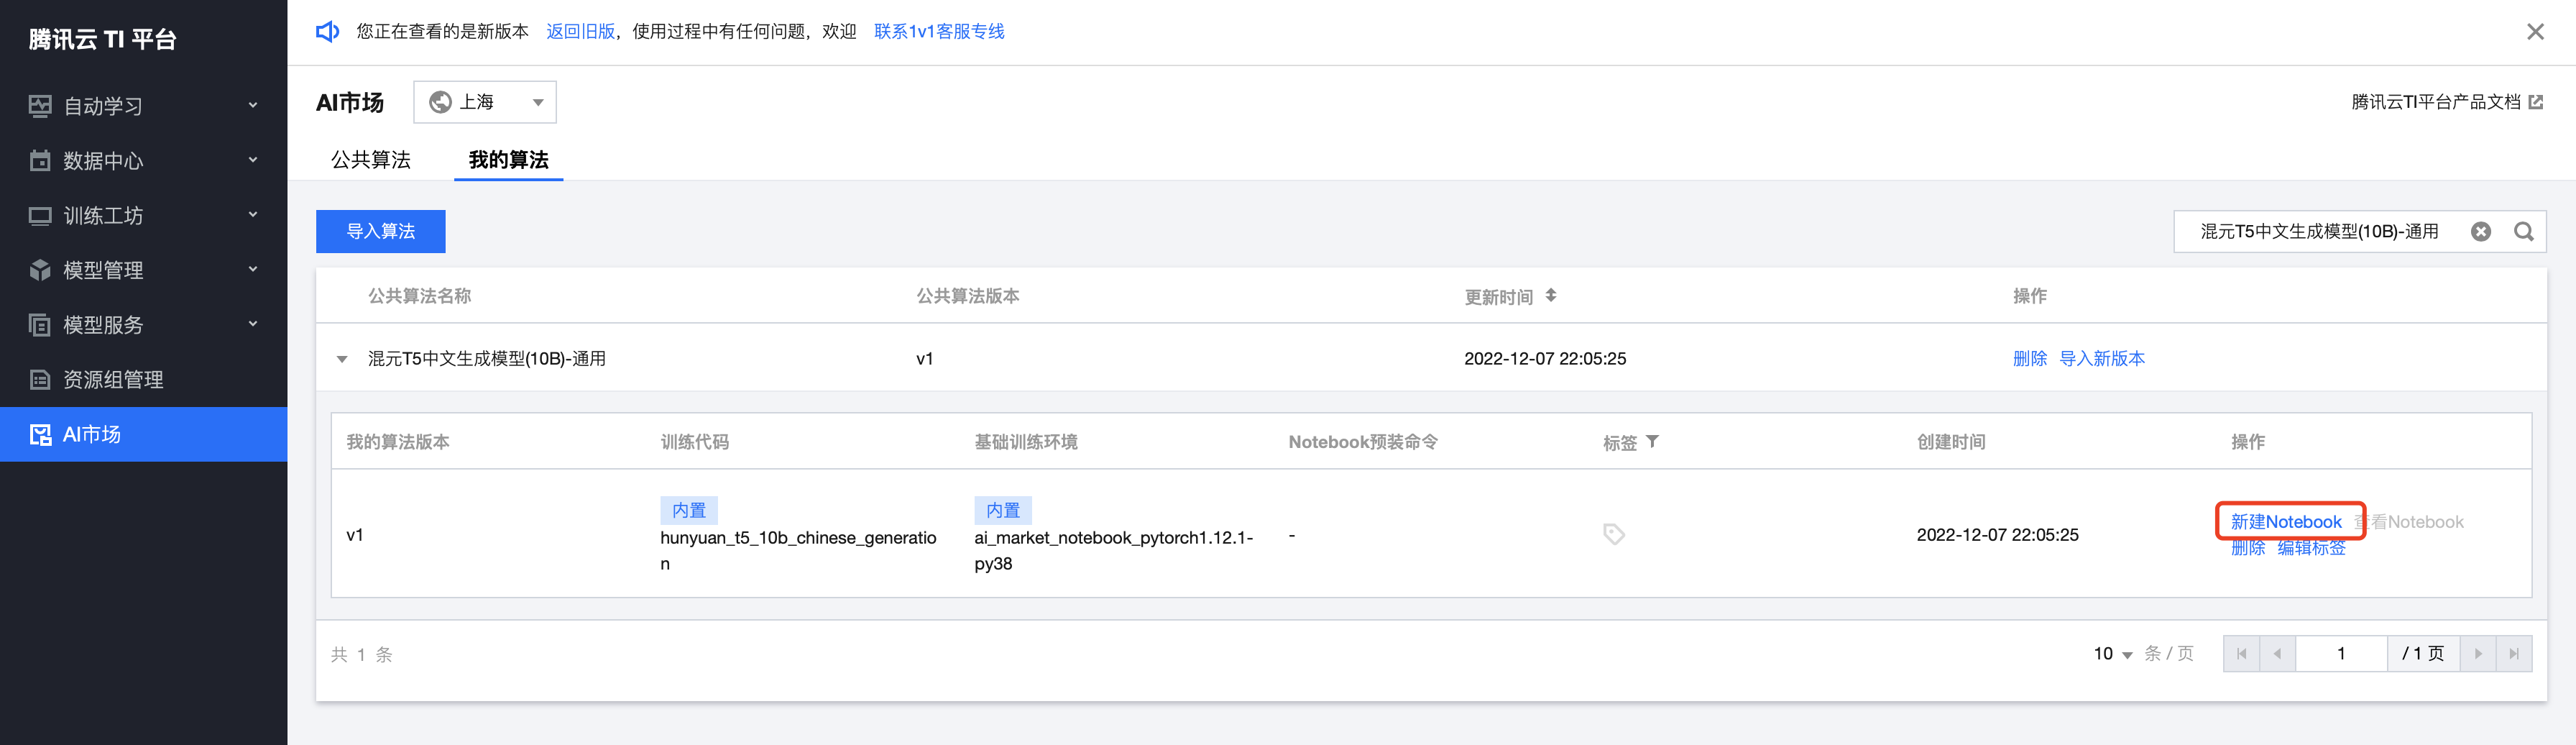 腾讯云 TI 平台
自动学习
数据中心
训练工坊
模型管理
模型服务
资源组管理
AI市场
您正在查看的是新版本 返回旧版，使用过程中有任何问题，欢迎 联系1v1客服专线
AI市场 上海 腾讯云TI平台产品文档
公共算法 我的算法
导入算法 混元T5中文生成模型(10B)-通用
公共算法名称 公共算法版本 更新时间 操作
混元T5中文生成模型(10B)-通用 v1 2022-12-07 22:05:25 删除 导入新版本
我的算法版本 训练代码 基础训练环境 Notebook预装命令 标签 创建时间 操作
v1
内置
hunyuan_t5_10b_chinese_generatio
n
内置
ai_market_notebook_pytorch1.12.1-
py38
-
2022-12-07 22:05:25
新建Notebook 查看Notebook
删除 编辑标签
共 1 条 10 条 / 页 1 / 1 页